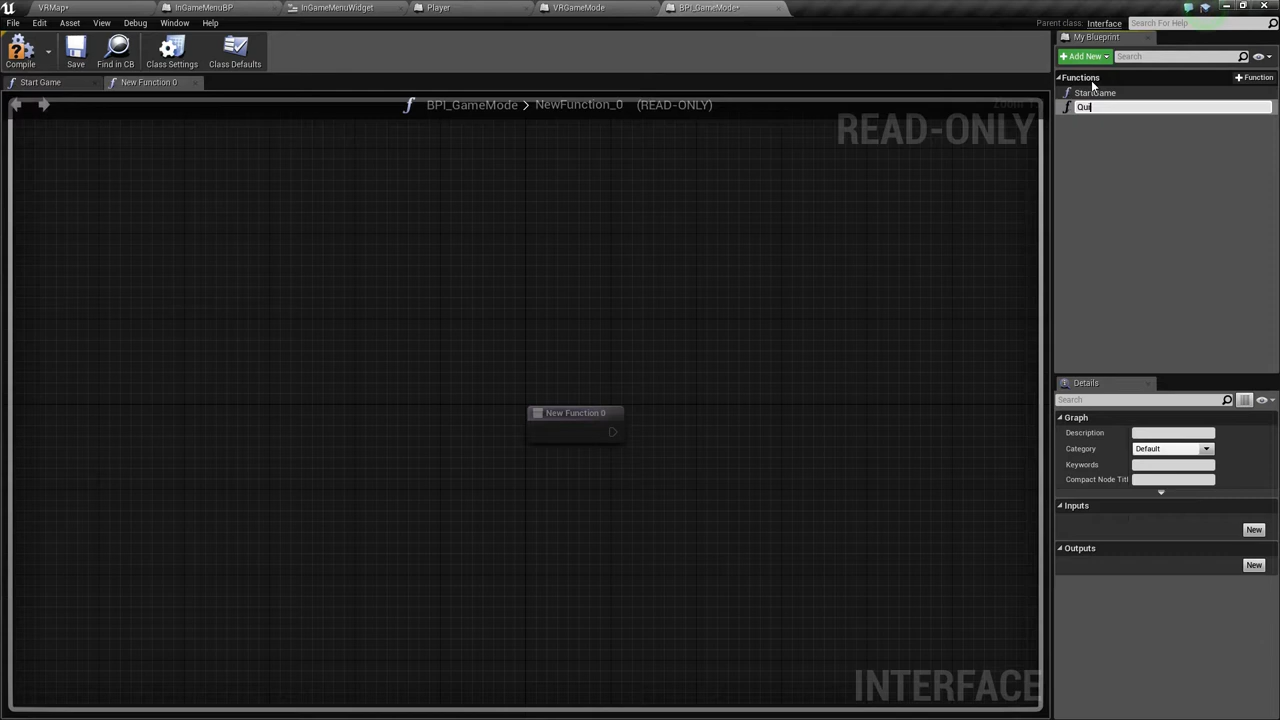 VRMap•
InGameMenuBP
InGameMenuWidget
Player
VRGameMode
BPI_GameMode•
File Edit Asset View Debug Window Help
Parent class: Interface
Search For Help
Compile
Save
Find in CB
Class Settings
Class Defaults
My Blueprint
Add New
Search
Start Game
New Function 0
Functions
Function
StartGame
Qui
BPI_GameMode > NewFunction_0 (READ-ONLY)
READ-ONLY
New Function 0
INTERFACE
Details
Search
Graph
Description
Category Default
Keywords
Compact Node Titl
Inputs
New
Outputs
New